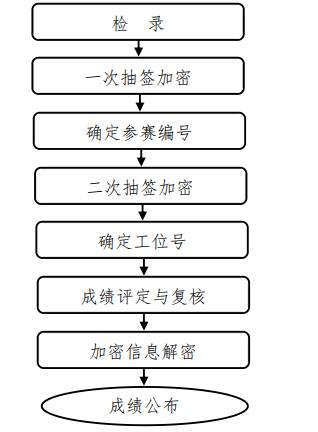 检 录
一次抽签加密
确定参赛编号
二次抽签加密
确定工位号
成绩评定与复核
加密信息解密
成绩公布